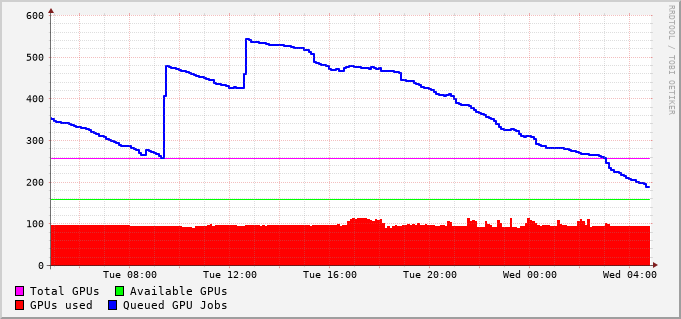 RRDTOOL / TOBI OETIKER
600
500
400
300
200
100
0
Tue 08:00 Tue 12:00 Tue 16:00 Tue 20:00 Wed 00:00 Wed 04:00
Total GPUs Available GPUs
GPUs used Queued GPU Jobs